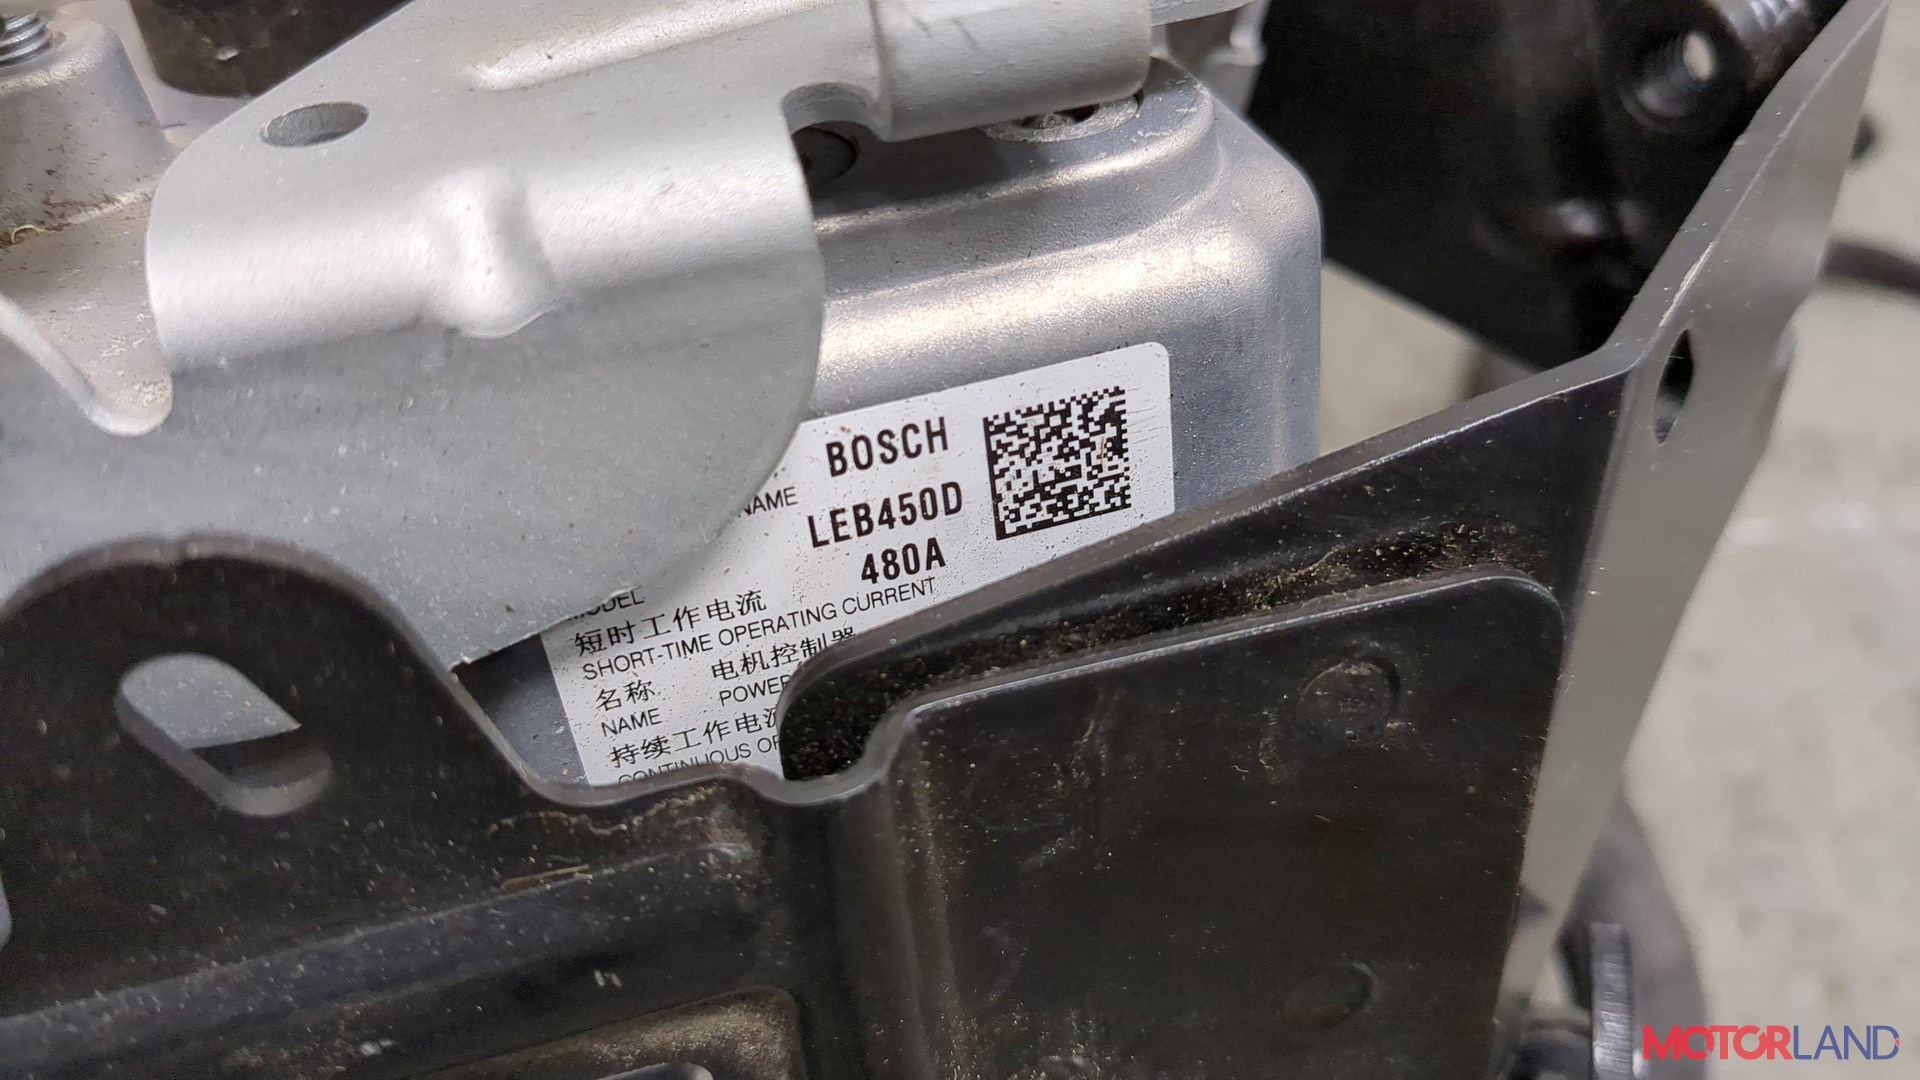 BOSCH
NAME
LEB450D
480A
短时工作电流
SHORT-TIME OPERATING CURRENT
名称 电机控制器
NAME POWER
持续工作电流
CONTINUOUS
MOTORLAND